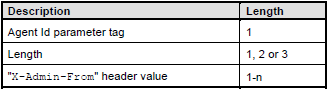 Description Length
Agent Id parameter tag 1
Length 1, 2 or 3
"X-Admin-From" header value 1-n